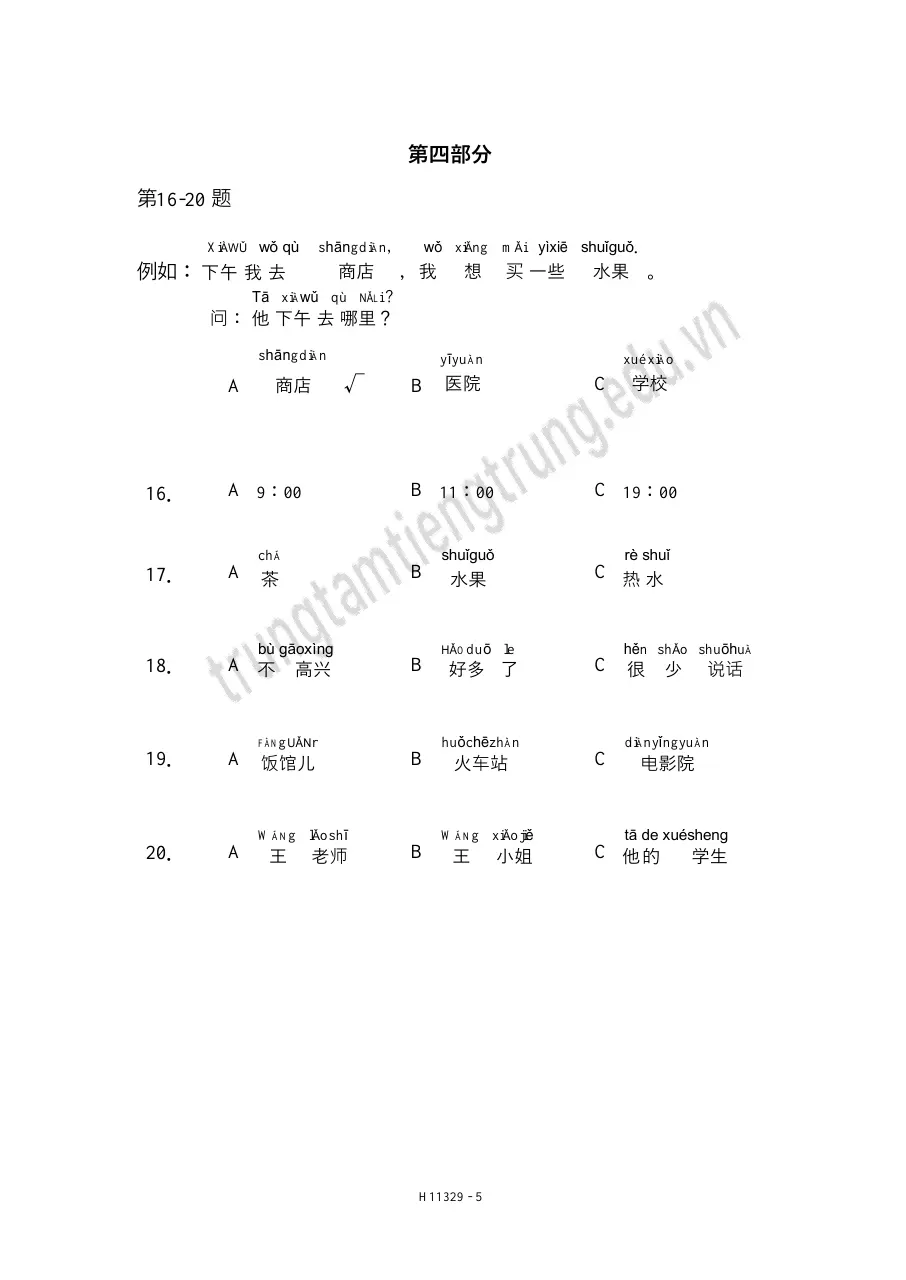 第四部分
第16-20 题
XiÀWǓ wǒ qù shāngdiÀn, wǒ xiǍng mǍi yìxiē shuǐguǒ.
例如：下午 我 去 商店 ，我 想 买 一些 水果 。
Tā xiÀwǔ qù NǍLi?
问：他 下午 去 哪里？
shāngdiÀn yīyuÀn xuéxiÀo
A 商店 √ B 医院 C 学校
16. A 9：00 B 11：00 C 19：00
chÁ shuǐguǒ rè shuǐ
17. A 茶 B 水果 C 热 水
bù gāoxìng HǍO duō le hěn shǍo shuōhuÀ
18. A 不 高兴 B 好多 了 C 很 少 说话
FÀNgUǍNr huǒchēzhÀn diÀnyǐngyuÀn
19. A 饭馆儿 B 火车站 C 电影院
WÁNg lǍoshī WÁNg xiǍojiě tā de xuésheng
20. A 王 老师 B 王 小姐 C 他的 学生
H11329 - 5
trungtamtiengtrung.edu.vn